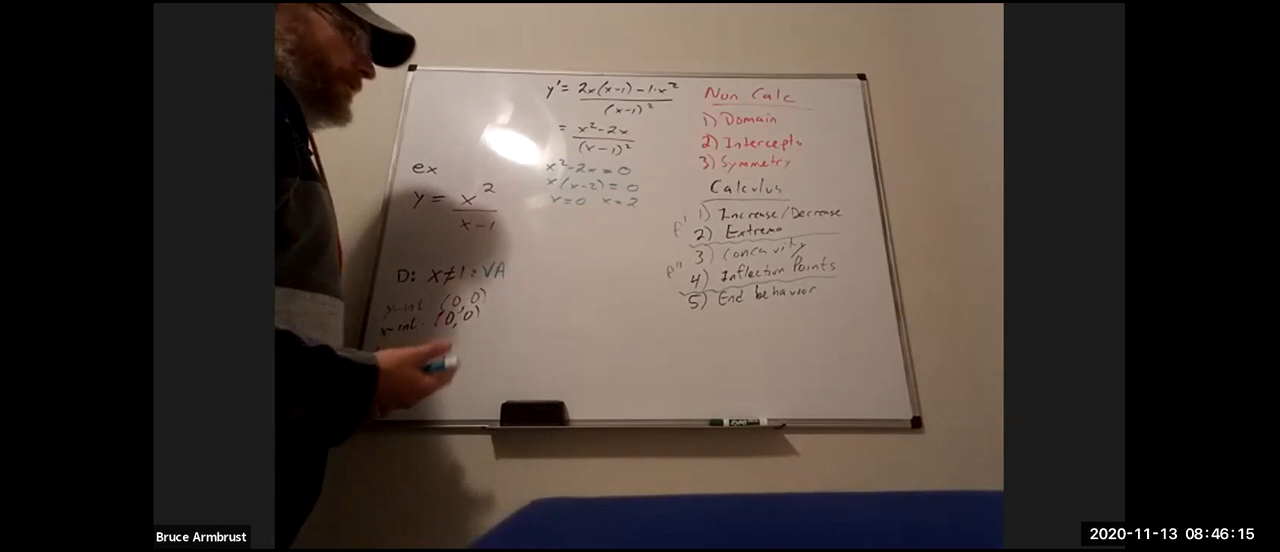 ex
y = x²/(x-1)
D: x≠1 : VA
y-int (0,0)
x-int. (0,0)
y' = (2x(x-1) - 1·x²)/(x-1)²
= (x²-2x)/(x-1)²
x²-2x = 0
x(x-2) = 0
x=0 x=2
Non Calc
1) Domain
2) Intercepts
3) Symmetry
Calculus
f' 1) Increase/Decrease
2) Extrema
3) Concavity
f'' 4) Inflection Points
5) End behavior
Bruce Armbrust
2020-11-13 08:46:15